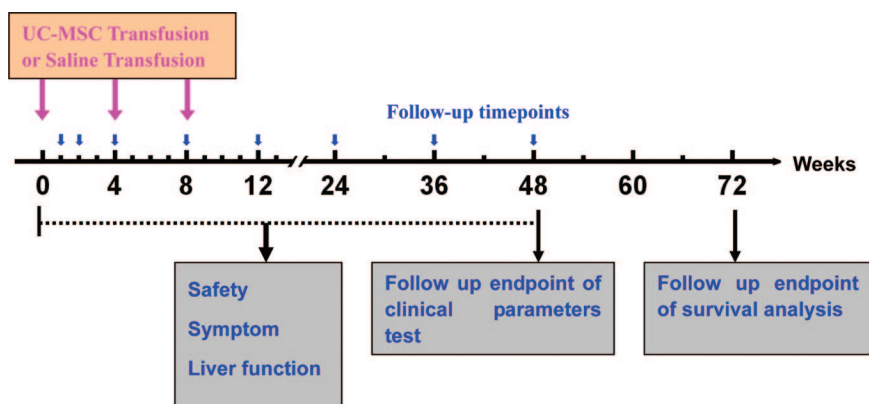 UC-MSC Transfusion
or Saline Transfusion
Follow-up timepoints
Weeks
0 4 8 12 24 36 48 60 72
Safety
Symptom
Liver function
Follow up endpoint of
clinical parameters
test
Follow up endpoint
of survival analysis